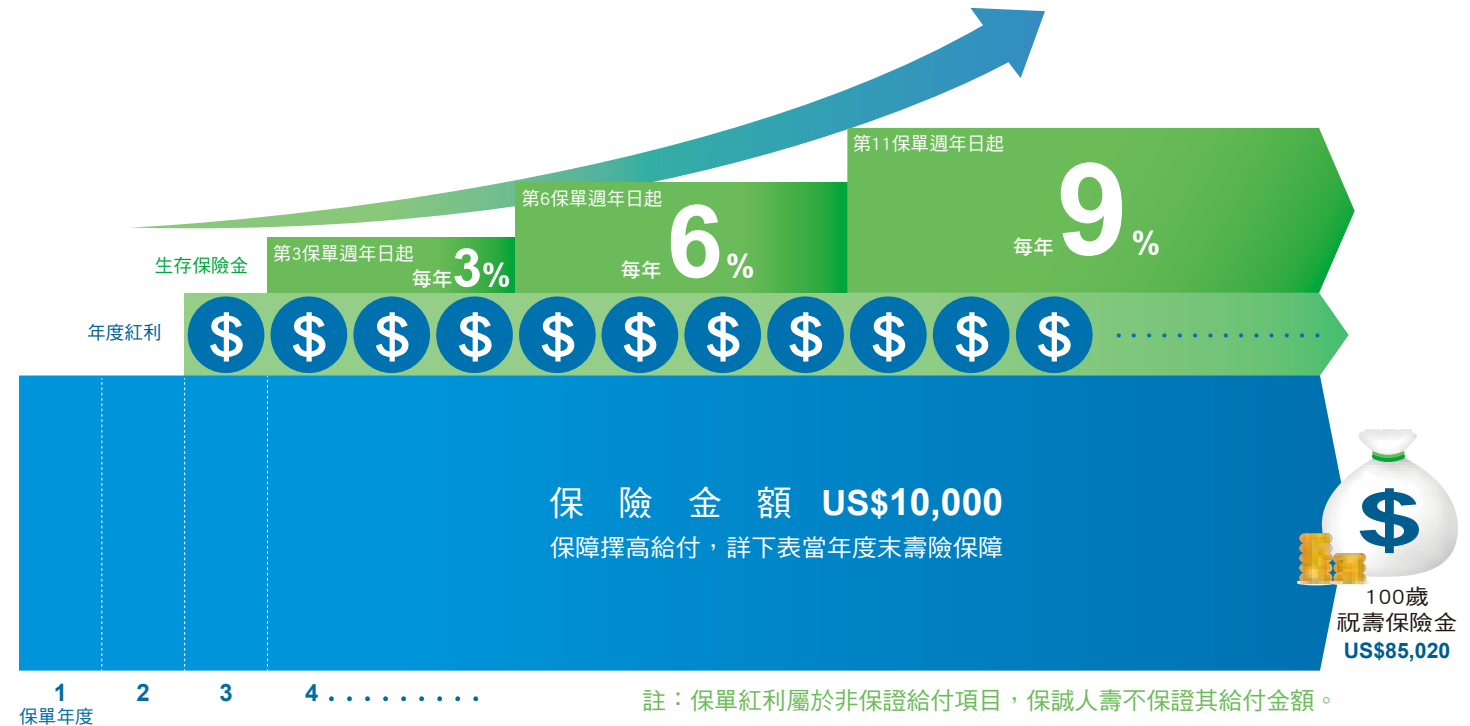 第11保單週年日起
每年9%
第6保單週年日起
每年6%
第3保單週年日起
每年3%
生存保險金
年度紅利
$ $ $ $ $ $ $ $ $ $ $ ..............
保險金額 US$10,000
保障擇高給付，詳下表當年度末壽險保障
$
100歲
祝壽保險金
US$85,020
1 2 3 4.........
保單年度
註：保單紅利屬於非保證給付項目，保誠人壽不保證其給付金額。